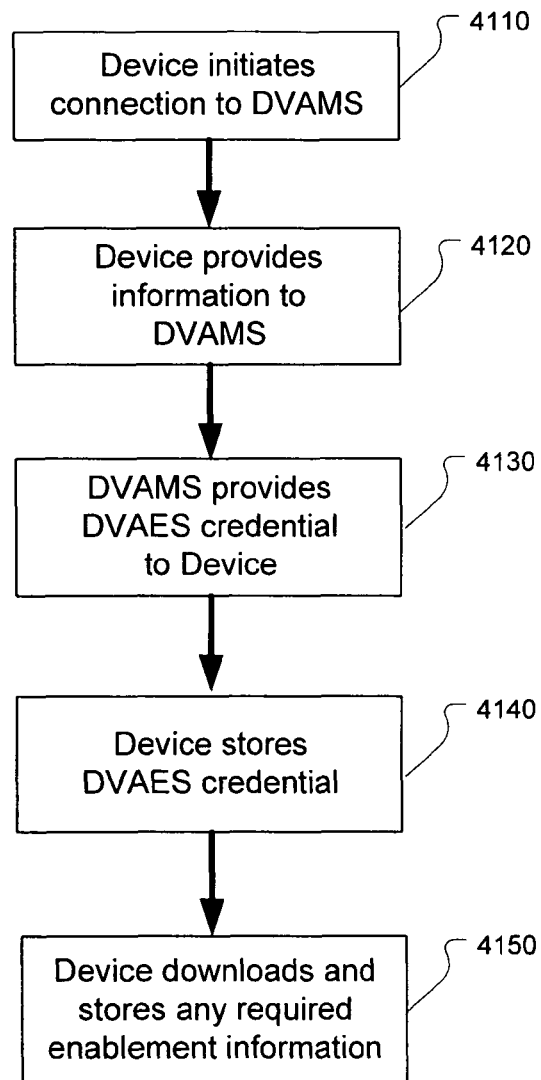 4110
Device initiates
connection to DVAMS
4120
Device provides
information to
DVAMS
4130
DVAMS provides
DVAES credential
to Device
4140
Device stores
DVAES credential
4150
Device downloads and
stores any required
enablement information